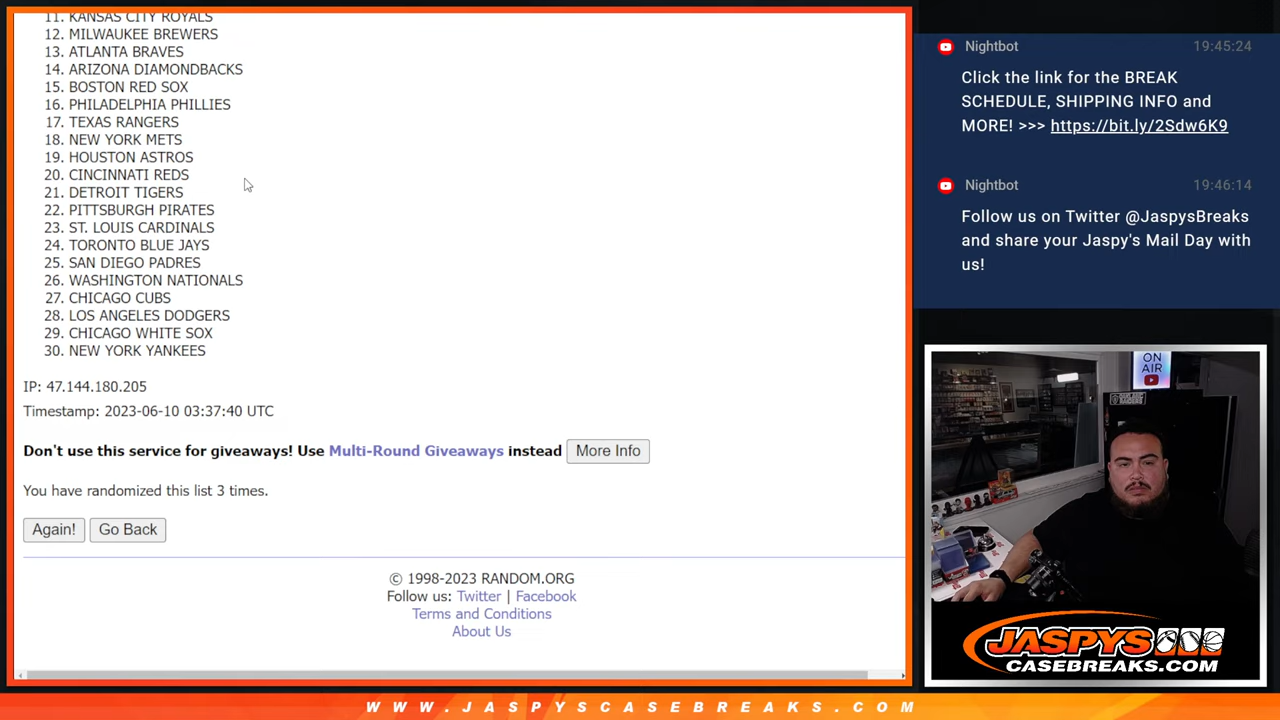 11. KANSAS CITY ROYALS
12. MILWAUKEE BREWERS
13. ATLANTA BRAVES
14. ARIZONA DIAMONDBACKS
15. BOSTON RED SOX
16. PHILADELPHIA PHILLIES
17. TEXAS RANGERS
18. NEW YORK METS
19. HOUSTON ASTROS
20. CINCINNATI REDS
21. DETROIT TIGERS
22. PITTSBURGH PIRATES
23. ST. LOUIS CARDINALS
24. TORONTO BLUE JAYS
25. SAN DIEGO PADRES
26. WASHINGTON NATIONALS
27. CHICAGO CUBS
28. LOS ANGELES DODGERS
29. CHICAGO WHITE SOX
30. NEW YORK YANKEES
IP: 47.144.180.205
Timestamp: 2023-06-10 03:37:40 UTC
Don't use this service for giveaways! Use Multi-Round Giveaways instead More Info
You have randomized this list 3 times.
Again! Go Back
© 1998-2023 RANDOM.ORG
Follow us: Twitter | Facebook
Terms and Conditions
About Us
Nightbot 19:45:24
Click the link for the BREAK
SCHEDULE, SHIPPING INFO and
MORE! >>> https://bit.ly/2Sdw6K9
Nightbot 19:46:14
Follow us on Twitter @JaspysBreaks
and share your Jaspy's Mail Day with
us!
ON
AIR
JASPYS
CASEBREAKS.COM
WWW.JASPYSCASEBREAKS.COM